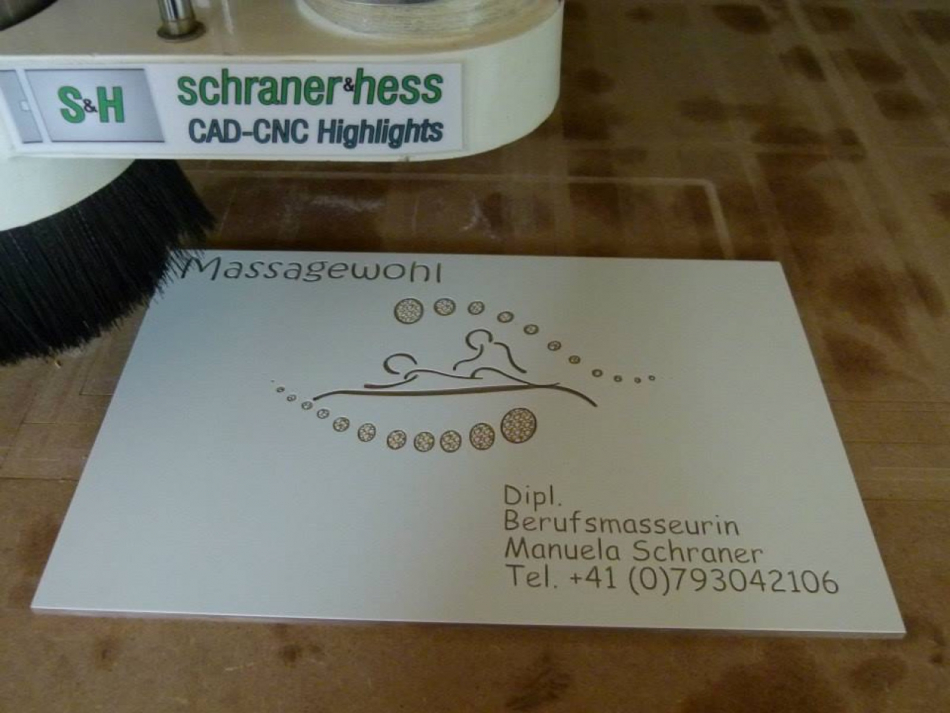 S&H
schraner&hess
CAD-CNC Highlights
Massagewohl
Dipl.
Berufsmasseurin
Manuela Schraner
Tel. +41 (0)793042106